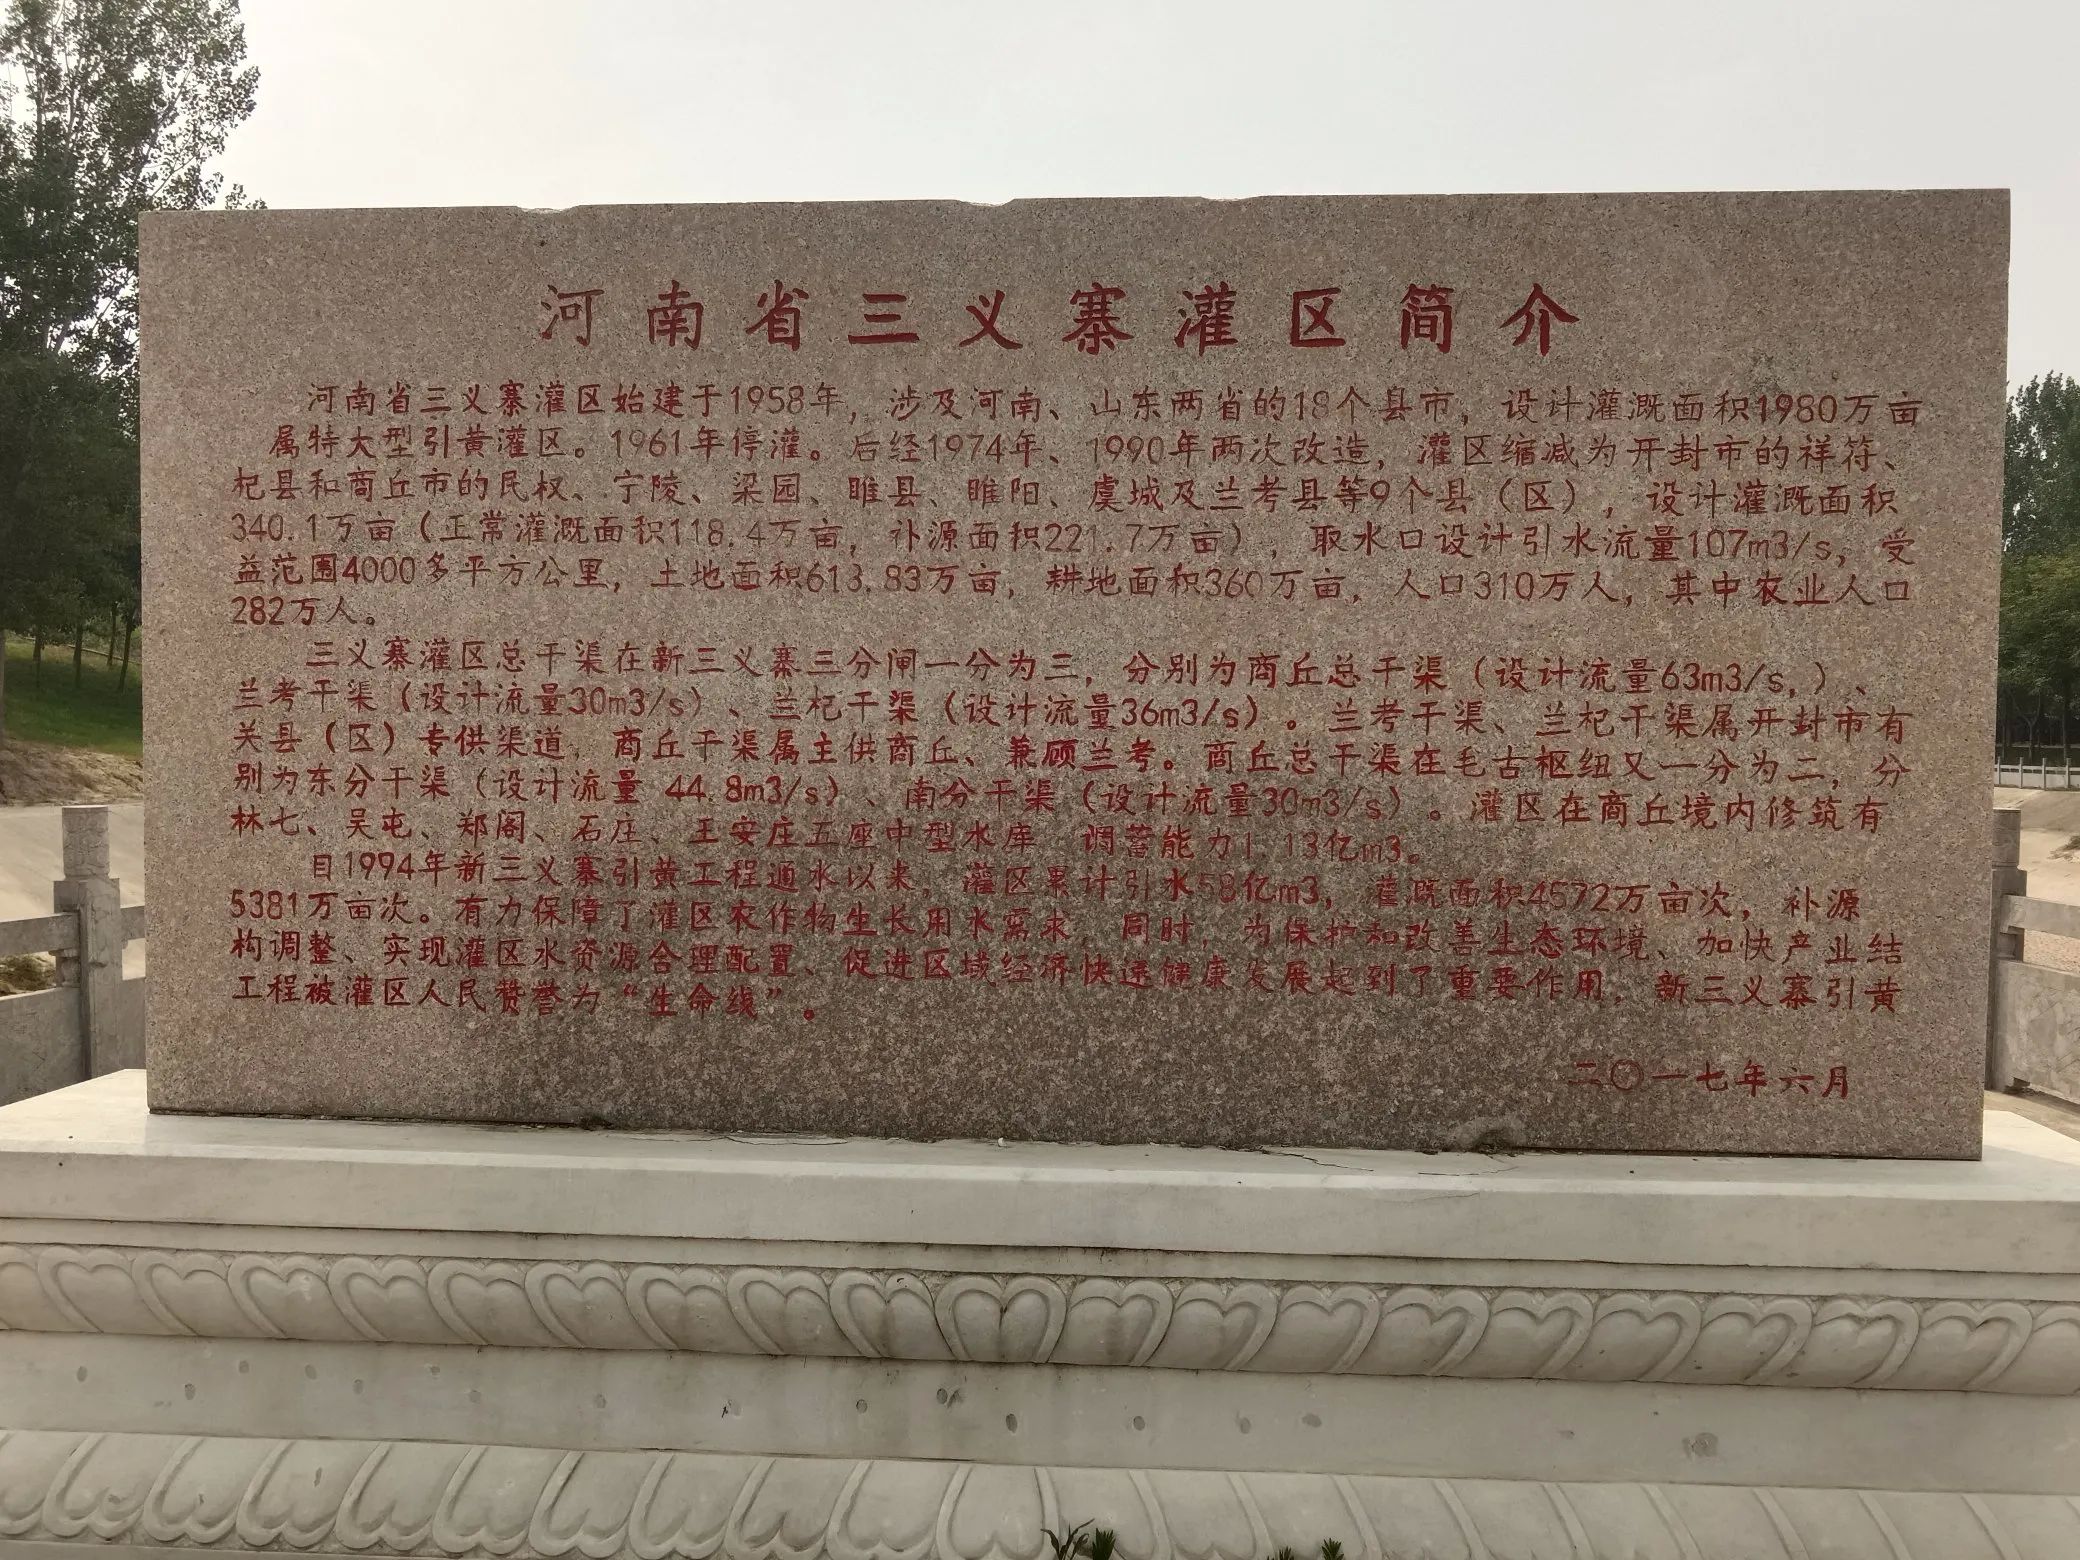 河南省三义寨灌区简介
河南省三义寨灌区始建于1958年，涉及河南、山东两省的18个县市，设计灌溉面积1980万亩
属特大型引黄灌区。1961年停灌。后经1974年、1990年两次改造，灌区缩减为开封市的祥符、
杞县和商丘市的民权、宁陵、梁园、睢县、睢阳、虞城及兰考县等9个县（区），设计灌溉面积
340.1万亩（正常灌溉面积118.4万亩，补源面积221.7万亩），取水口设计引水流量107m3/s，受
益范围4000多平方公里，土地面积613.83万亩，耕地面积360万亩，人口310万人，其中农业人口
282万人。
三义寨灌区总干渠在新三义寨三分闸一分为三，分别为商丘总干渠（设计流量63m3/s,）、
兰考干渠（设计流量30m3/s）、兰杞干渠（设计流量36m3/s）。兰考干渠、兰杞干渠属开封市有
关县（区）专供渠道，商丘干渠属主供商丘、兼顾兰考。商丘总干渠在毛古枢纽又一分为二，分
别为东分干渠（设计流量 44.8m3/s）、南分干渠（设计流量30m3/s）。灌区在商丘境内修筑有
林七、吴屯、郑阁、石庄、王安庄五座中型水库 调蓄能力1.13亿m3。
自1994年新三义寨引黄工程通水以来，灌区累计引水58亿m3，灌溉面积4572万亩次，补源
5381万亩次。有力保障了灌区农作物生长用水需求，同时，为保护和改善生态环境、加快产业结
构调整、实现灌区水资源合理配置、促进区域经济快速健康发展起到了重要作用，新三义寨引黄
工程被灌区人民赞誉为“生命线”。
二〇一七年六月